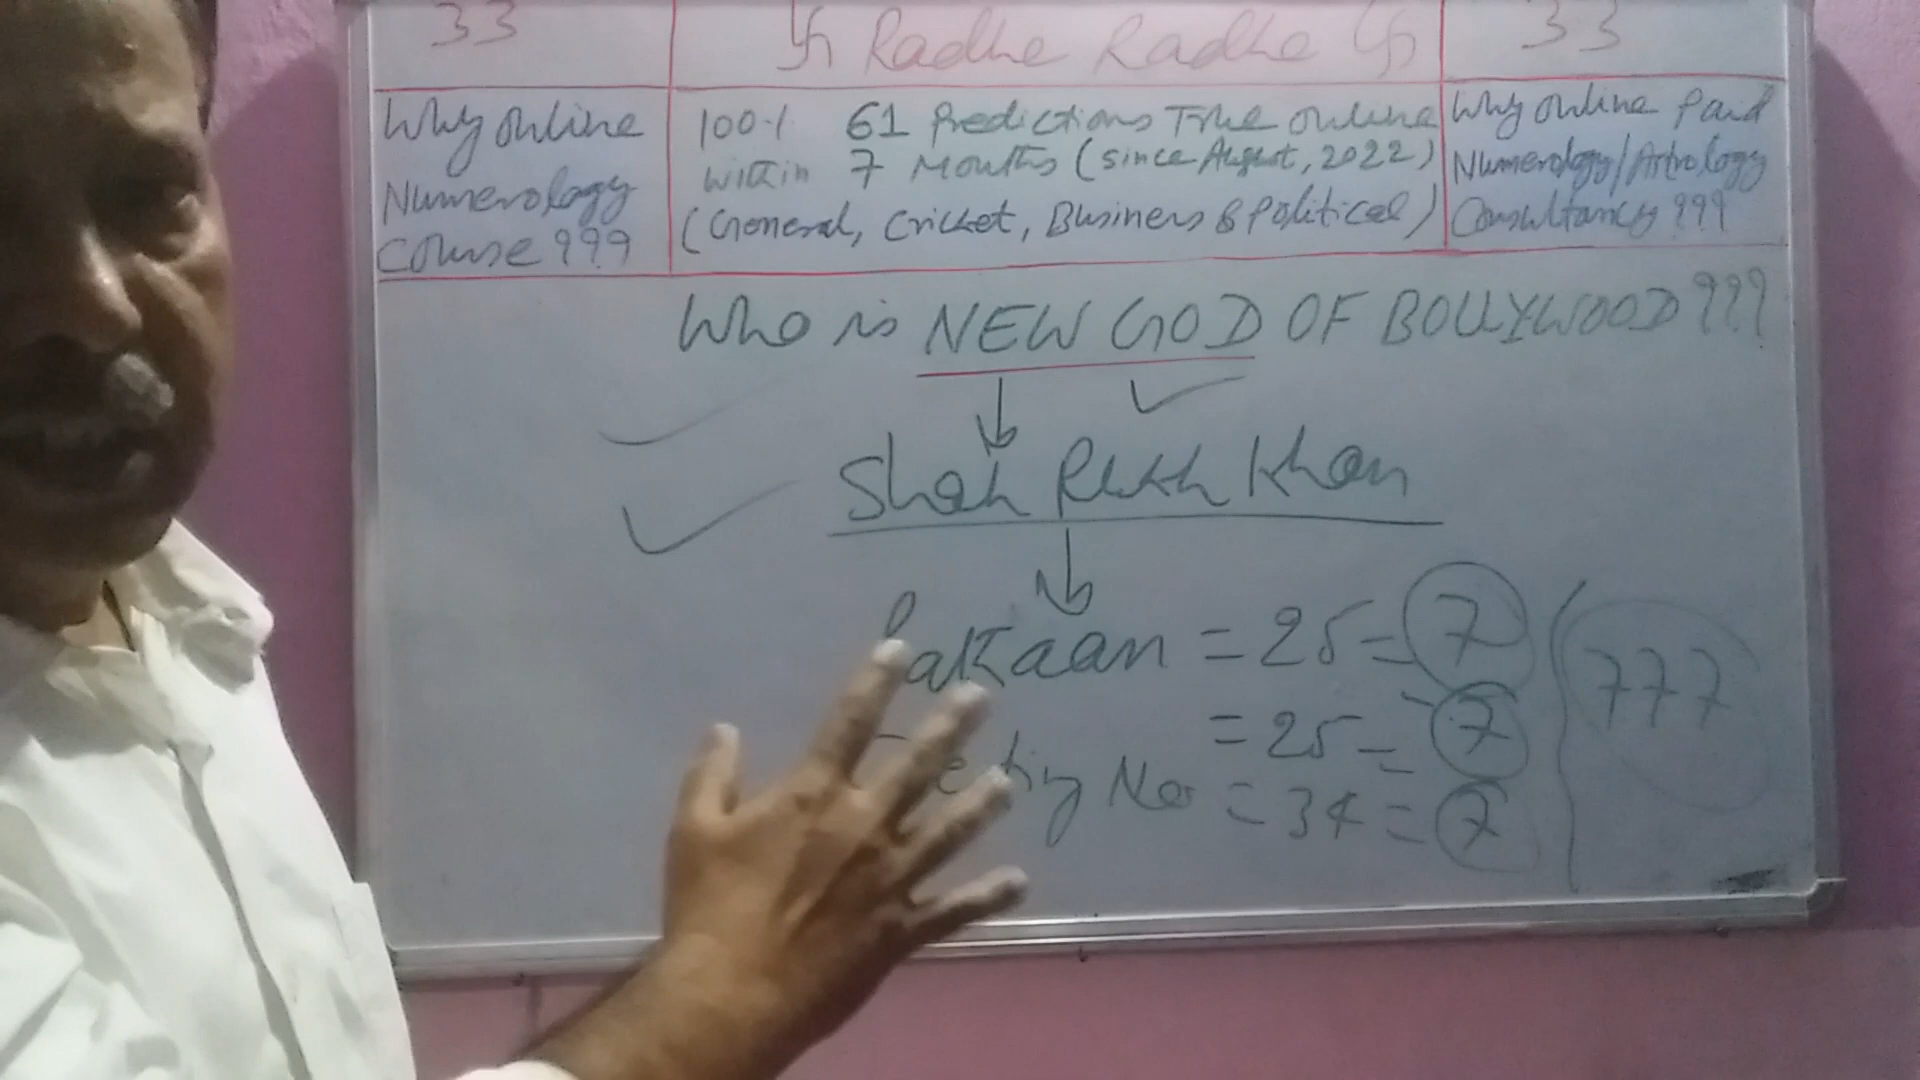 33
卐 Radhe Radhe 卐
33
Why online
Numerology
Course ???
100% 61 Predictions True online
within 7 Months (since August, 2022)
(General, Cricket, Business & Political)
Why online Paid
Numerology/Astrology
Consultancy ???
Who is NEW GOD OF BOLLYWOOD ???
Shah Rukh Khan
= 25 = 7
= 25 = 7
No = 34 = 7
777